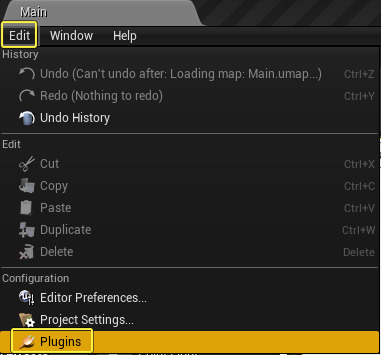 Main
Edit Window Help
History
Undo (Can't undo after: Loading map: Main.umap...) Ctrl+Z
Redo (Nothing to redo) Ctrl+Y
Undo History
Edit
Cut Ctrl+X
Copy Ctrl+C
Paste Ctrl+V
Duplicate Ctrl+W
Delete Delete
Configuration
Editor Preferences...
Project Settings...
Plugins